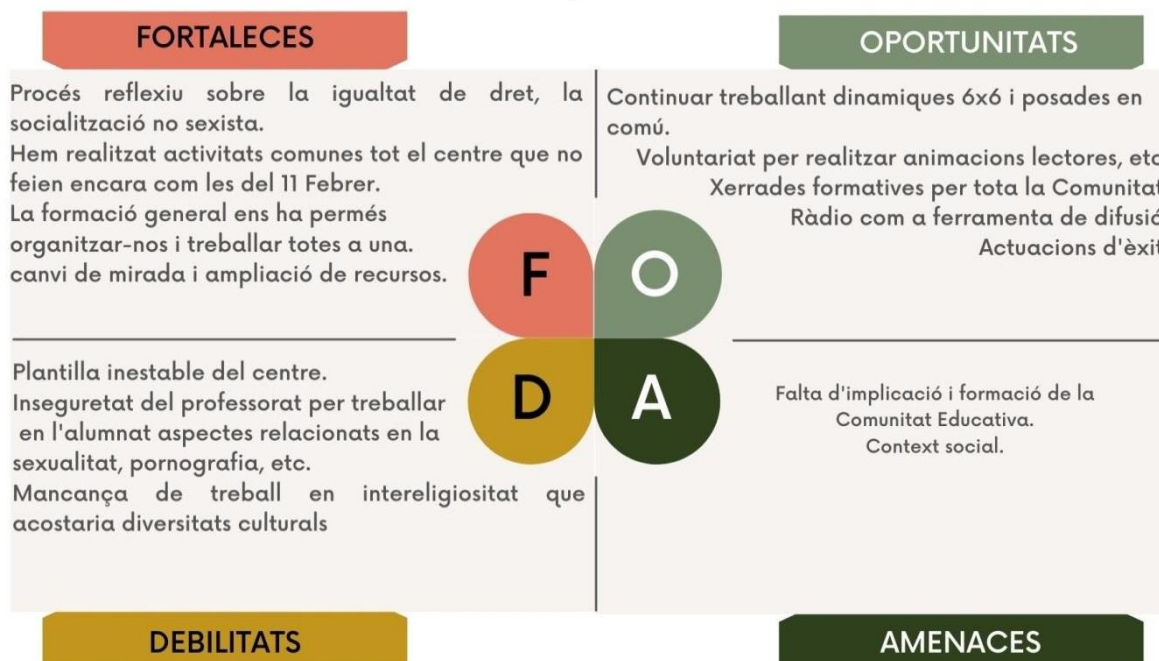 FORTALECES
Procés reflexiu sobre la igualtat de dret, la
socialització no sexista.
Hem realitzat activitats comunes tot el centre que no
feien encara com les del 11 Febrer.
La formació general ens ha permés
organitzar-nos i treballar totes a una.
canvi de mirada i ampliació de recursos.
OPORTUNITATS
Continuar treballant dinamiques 6x6 i posades en
comú.
Voluntariat per realitzar animacions lectores, etc
Xerrades formatives per tota la Comunitat
Ràdio com a ferramenta de difusió
Actuacions d'èxit
F
O
D
A
Plantilla inestable del centre.
Inseguretat del professorat per treballar
en l'alumnat aspectes relacionats en la
sexualitat, pornografia, etc.
Mancança de treball en intereligiositat que
acostaria diversitats culturals
DEBILITATS
Falta d'implicació i formació de la
Comunitat Educativa.
Context social.
AMENACES